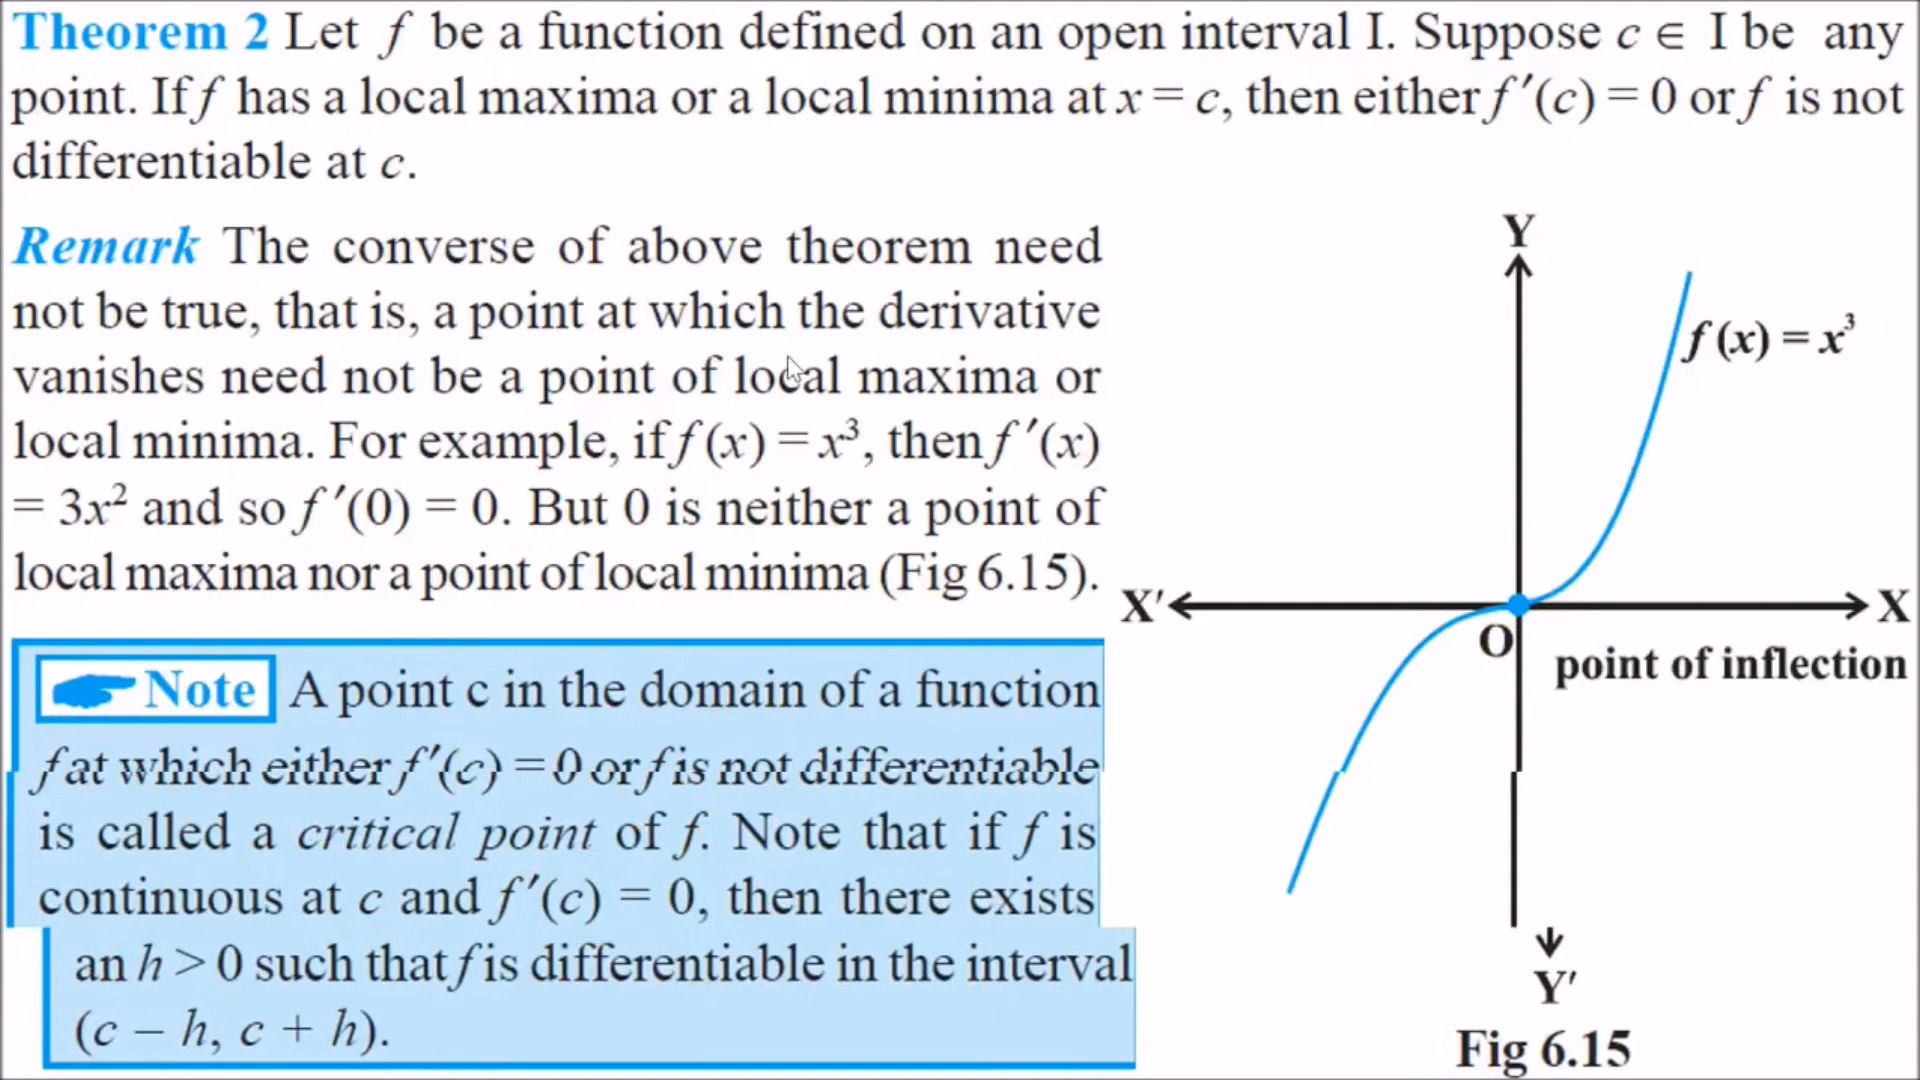 Theorem 2 Let f be a function defined on an open interval I. Suppose c ∈ I be any
point. If f has a local maxima or a local minima at x = c, then either f ′(c) = 0 or f is not
differentiable at c.
Remark The converse of above theorem need
not be true, that is, a point at which the derivative
vanishes need not be a point of local maxima or
local minima. For example, if f (x) = x³, then f ′(x)
= 3x² and so f ′(0) = 0. But 0 is neither a point of
local maxima nor a point of local minima (Fig 6.15).
Note A point c in the domain of a function
f at which either f ′(c) = 0 or f is not differentiable
is called a critical point of f. Note that if f is
continuous at c and f ′(c) = 0, then there exists
an h > 0 such that f is differentiable in the interval
(c – h, c + h).
Y
f (x) = x³
X′
X
O
point of inflection
Y′
Fig 6.15